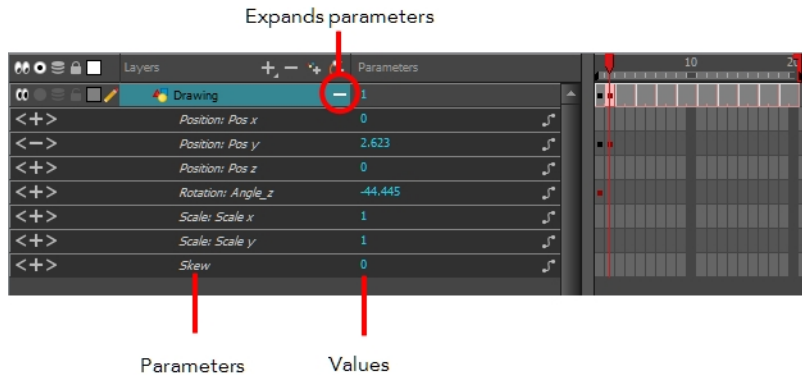 Expands parameters
Layers Parameters 10 2
Drawing 1
<+> Position: Pos x 0
<-> Position: Pos y 2.623
<+> Position: Pos z 0
<+> Rotation: Angle_z -44.445
<+> Scale: Scale x 1
<+> Scale: Scale y 1
<+> Skew 0
Parameters Values